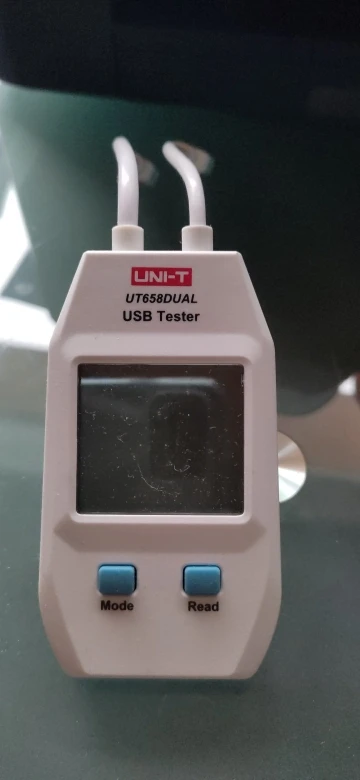 UNI-T
UT658DUAL
USB Tester
Mode
Read